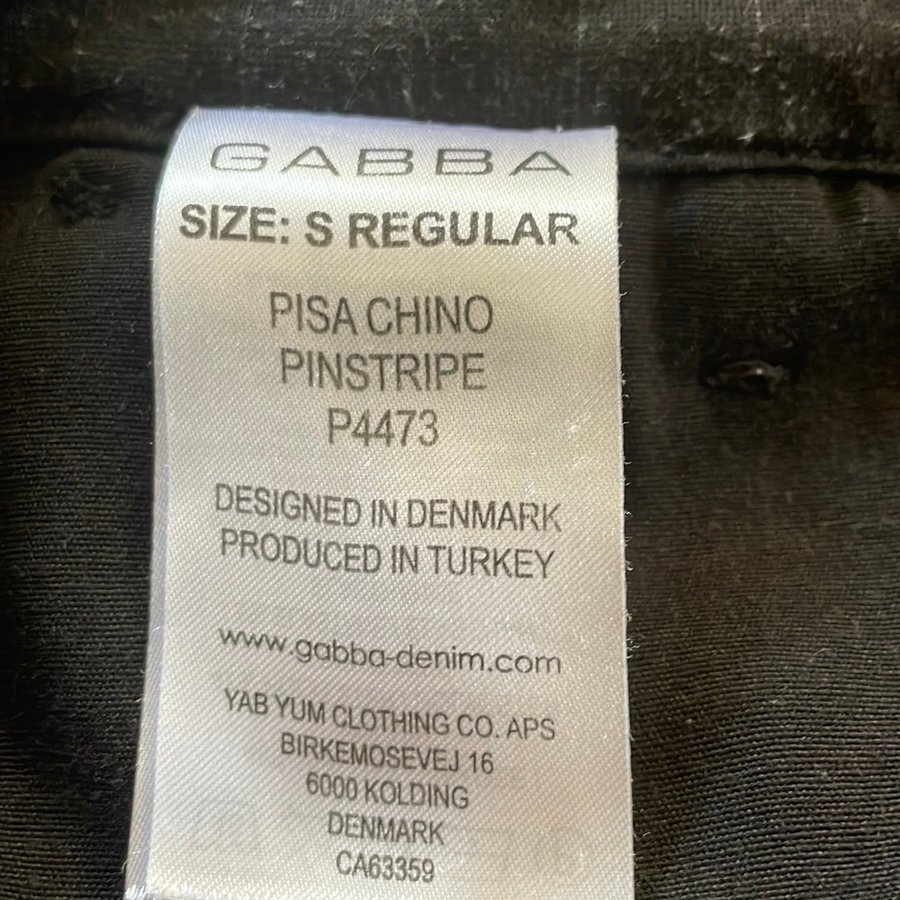 GABBA
SIZE: S REGULAR
PISA CHINO
PINSTRIPE
P4473
DESIGNED IN DENMARK
PRODUCED IN TURKEY
www.gabba-denim.com
YAB YUM CLOTHING CO. APS
BIRKEMOSEVEJ 16
6000 KOLDING
DENMARK
CA63359